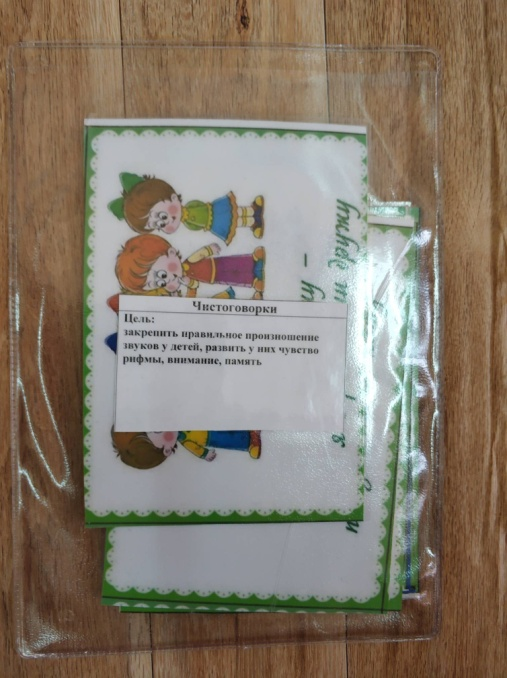 Чистоговорки
Цель:
закрепить правильное произношение
звуков у детей, развить у них чувство
рифмы, внимание, память